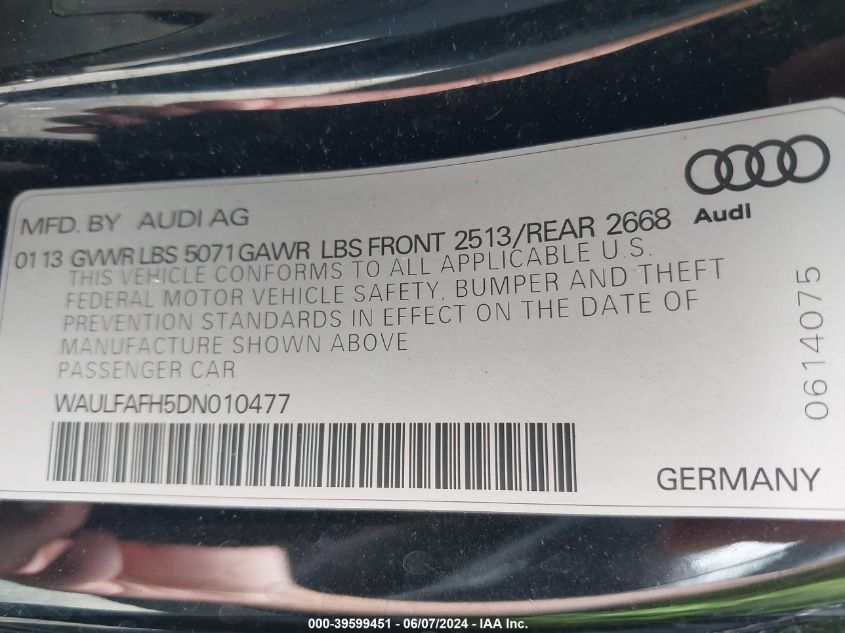 MFD. BY AUDI AG
Audi
01 13 GVWR LBS 5071 GAWR LBS FRONT 2513/REAR 2668
THIS VEHICLE CONFORMS TO ALL APPLICABLE U.S.
FEDERAL MOTOR VEHICLE SAFETY, BUMPER AND THEFT
PREVENTION STANDARDS IN EFFECT ON THE DATE OF
MANUFACTURE SHOWN ABOVE
PASSENGER CAR
WAULFAFH5DN010477
0614075
GERMANY
000-39599451 - 06/07/2024 - IAA Inc.